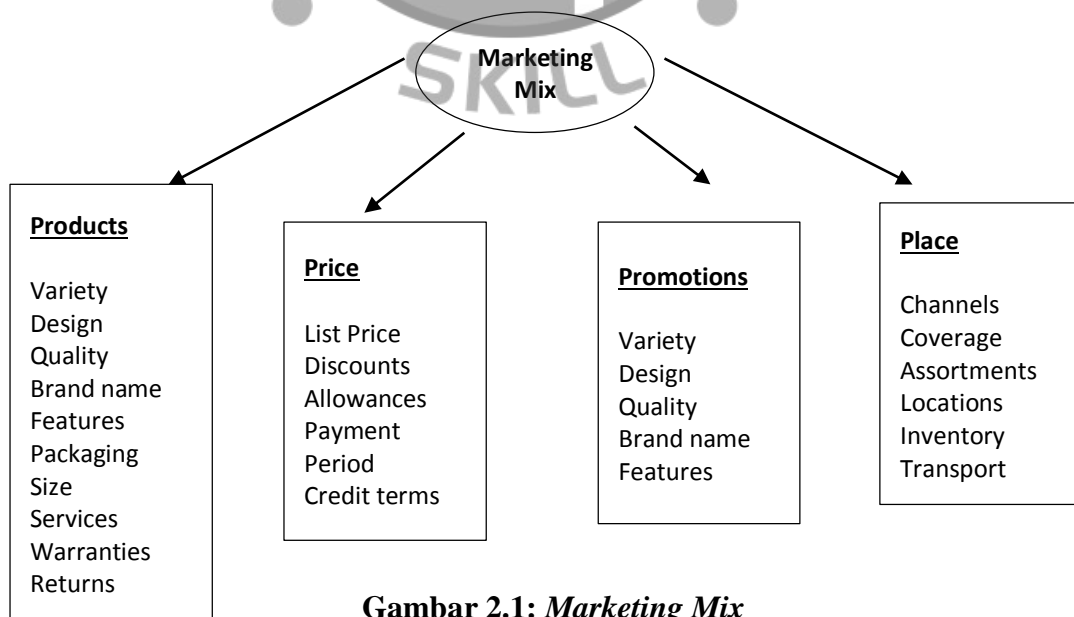 SKILL
Marketing
Mix
Products
Variety
Design
Quality
Brand name
Features
Packaging
Size
Services
Warranties
Returns
Price
List Price
Discounts
Allowances
Payment
Period
Credit terms
Promotions
Variety
Design
Quality
Brand name
Features
Place
Channels
Coverage
Assortments
Locations
Inventory
Transport
Gambar 2.1: Marketing Mix